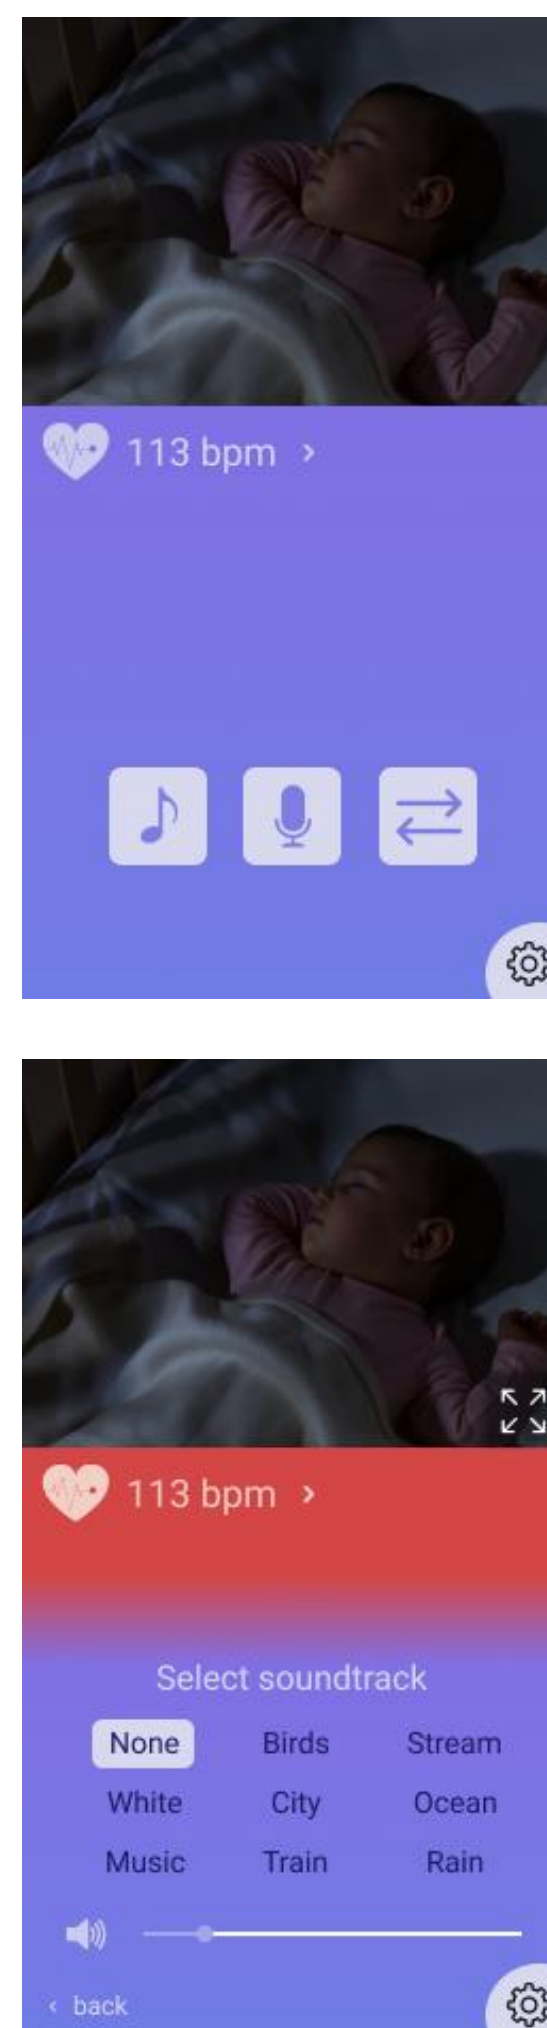 113 bpm >
113 bpm >
Select soundtrack
None Birds Stream
White City Ocean
Music Train Rain
< back